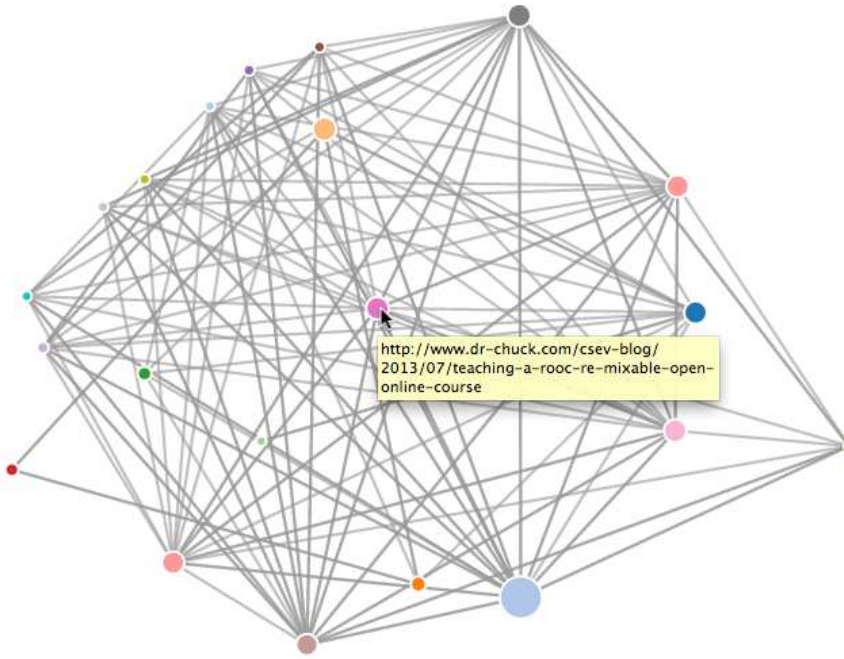 http://www.dr-chuck.com/csev-blog/
2013/07/teaching-a-rooc-re-mixable-open-
online-course